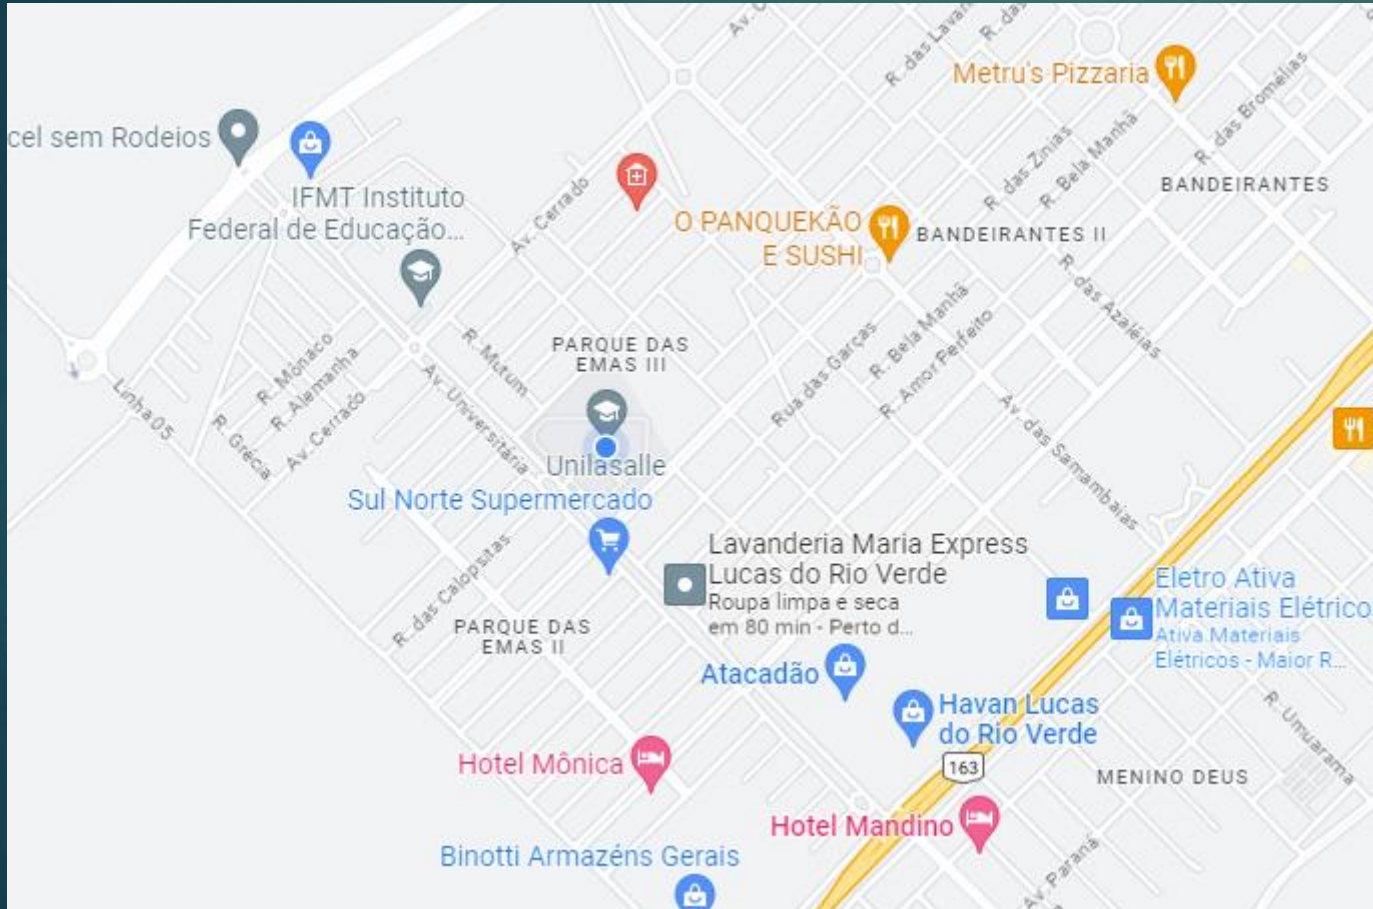 Av. C
R. das Lavan
R. das
Metru's Pizzaria
cel sem Rodeios
R. das Bromélias
R. das Zínias
R. Bela Manhã
BANDEIRANTES
IFMT Instituto
Federal de Educação...
Av. Cerrado
O PANQUEKÃO
E SUSHI
BANDEIRANTES II
R. das Azaléias
R. Bela Manhã
R. Amor Perfeito
Rua das Garças
R. Mutum
PARQUE DAS
EMAS III
R. Mônaco
R. Alemanha
Av. Cerrado
R. Grécia
Linha 05
Av. Universitária
Av. das Samambaias
Unilasalle
Sul Norte Supermercado
Lavanderia Maria Express
Lucas do Rio Verde
Roupa limpa e seca
em 80 min - Perto d...
R. das Calopsitas
PARQUE DAS
EMAS II
Eletro Ativa
Materiais Elétrico
Ativa Materiais
Elétricos - Maior R...
Atacadão
Havan Lucas
do Rio Verde
R. Umuarama
Hotel Mônica
163
MENINO DEUS
Hotel Mandino
Av. Paraná
Binotti Armazéns Gerais